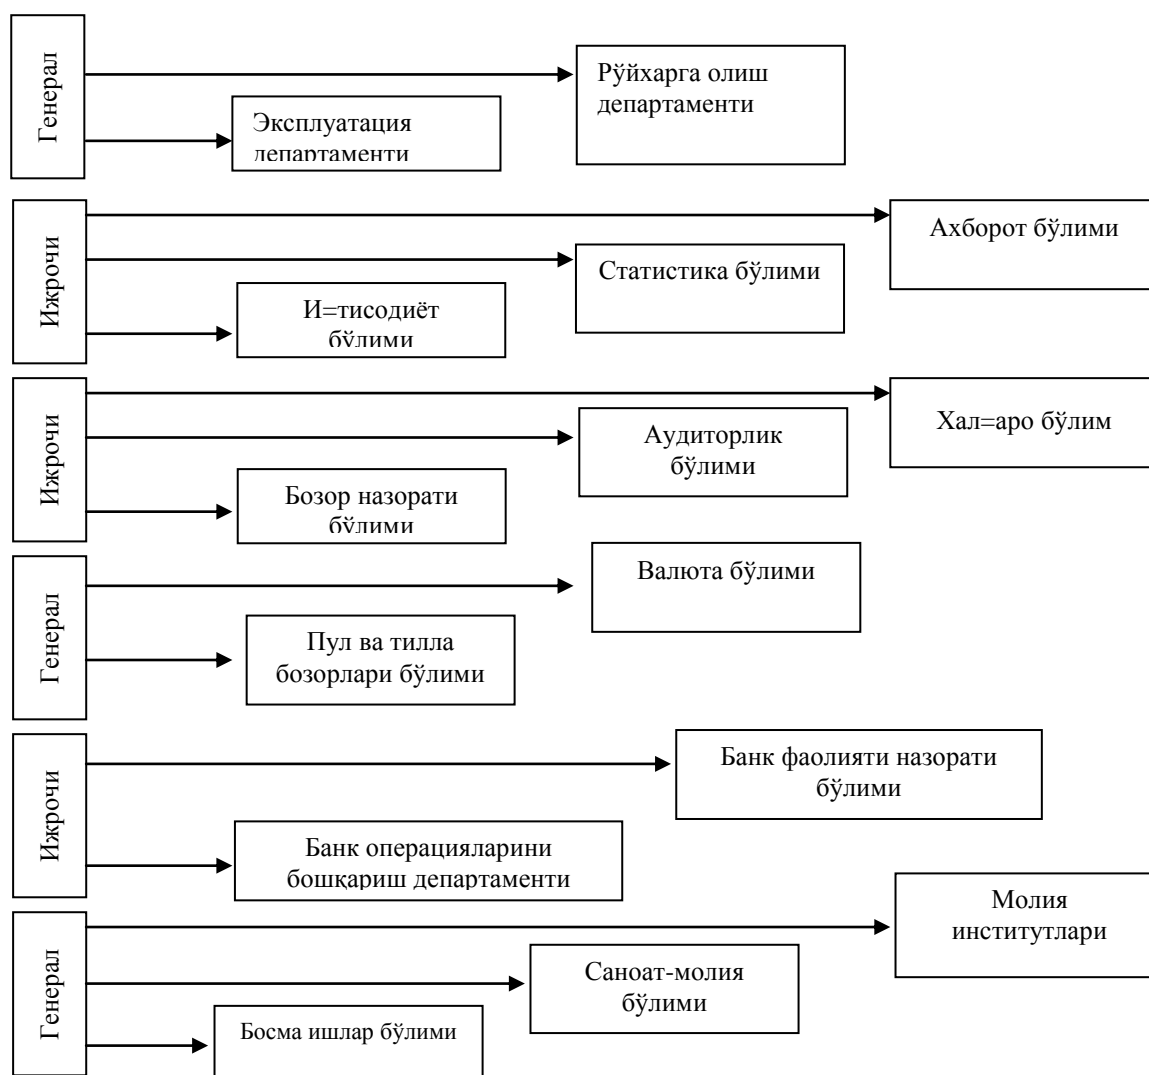 Генерал
Рўйхарга олиш
департаменти
Эксплуатация
департаменти
Ижрочи
Ахборот бўлими
Статистика бўлими
И=тисодиёт
бўлими
Ижрочи
Хал=аро бўлим
Аудиторлик
бўлими
Бозор назорати
бўлими
Генерал
Валюта бўлими
Пул ва тилла
бозорлари бўлими
Ижрочи
Банк фаолияти назорати
бўлими
Банк операцияларини
бошқариш департаменти
Генерал
Молия
институтлари
Саноат-молия
бўлими
Босма ишлар бўлими